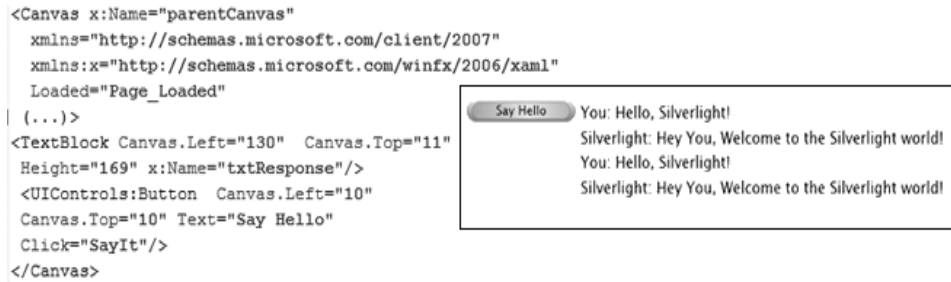 <Canvas x:Name="parentCanvas"
xmlns="http://schemas.microsoft.com/client/2007"
xmlns:x="http://schemas.microsoft.com/winfx/2006/xaml"
Loaded="Page_Loaded"
(...)>
<TextBlock Canvas.Left="130" Canvas.Top="11"
Height="169" x:Name="txtResponse"/>
<UIControls:Button Canvas.Left="10"
Canvas.Top="10" Text="Say Hello"
Click="SayIt"/>
</Canvas>
Say Hello You: Hello, Silverlight!
Silverlight: Hey You, Welcome to the Silverlight world!
You: Hello, Silverlight!
Silverlight: Hey You, Welcome to the Silverlight world!